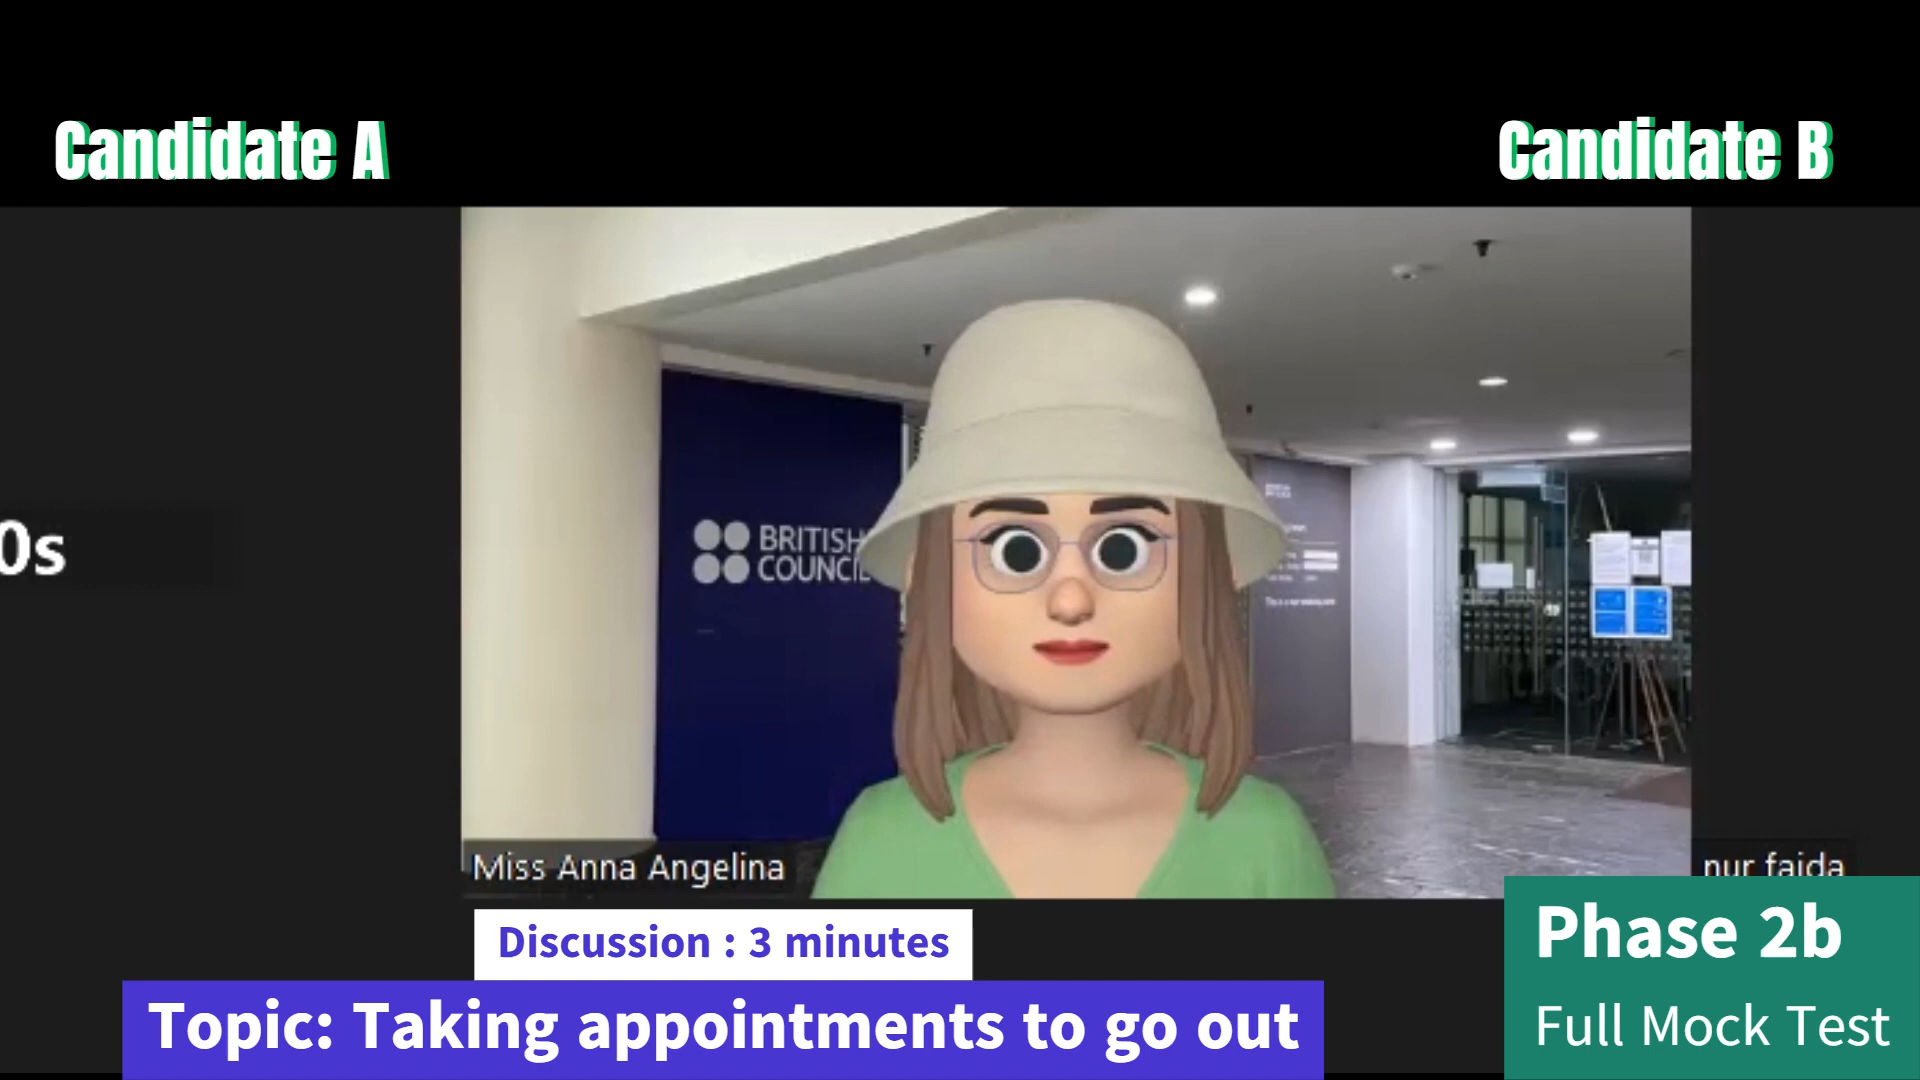 Candidate A
Candidate B
0s
BRITISH
COUNCIL
Miss Anna Angelina
nur faida
Discussion : 3 minutes
Topic: Taking appointments to go out
Phase 2b
Full Mock Test